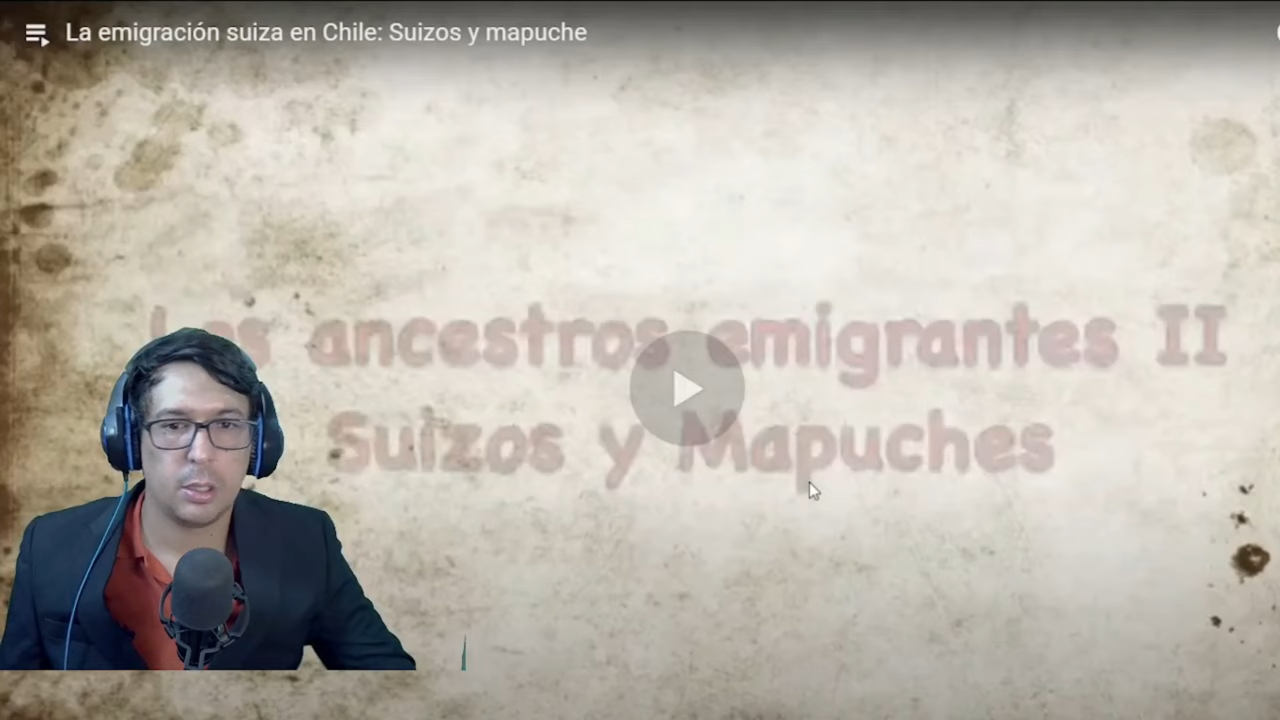 La emigración suiza en Chile: Suizos y mapuche
ancestros emigrantes II
Suizos y Mapuches